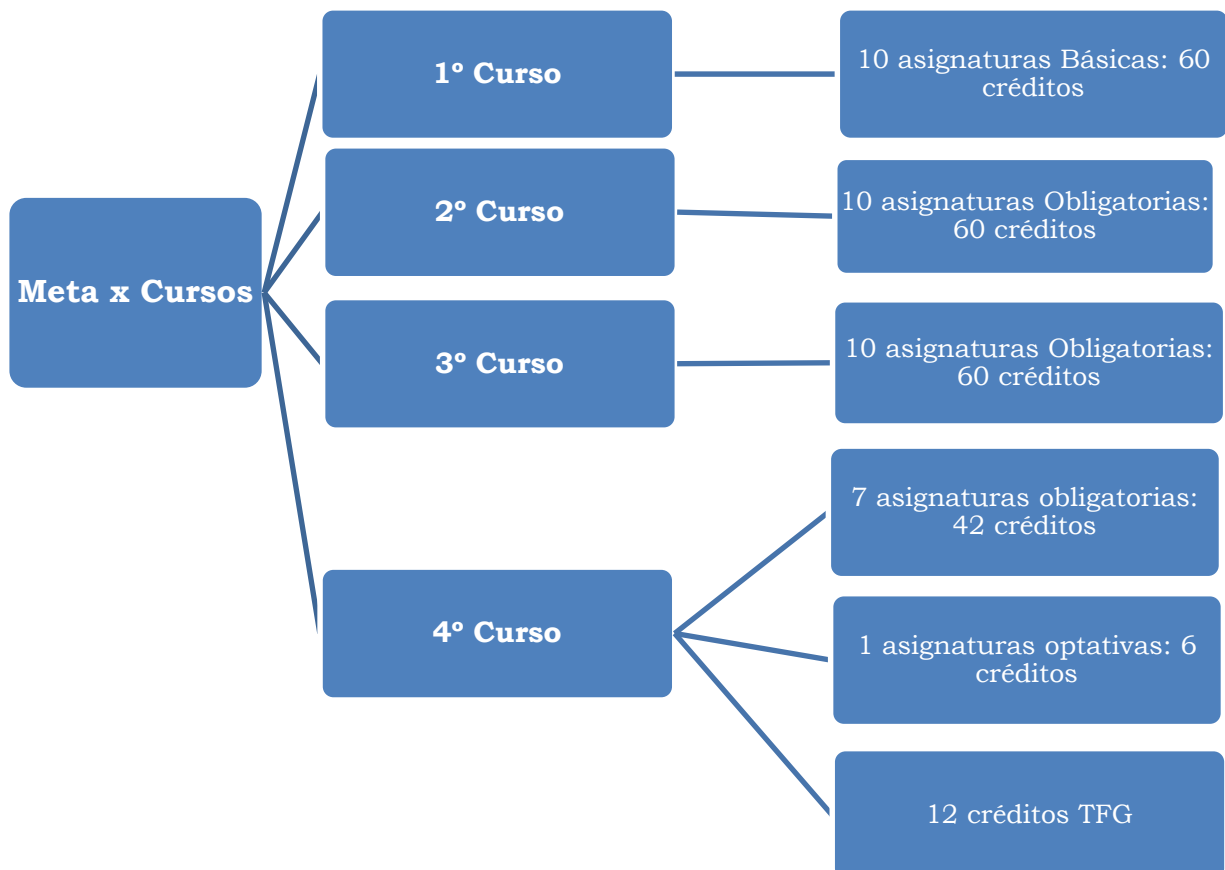 Meta x Cursos
1º Curso
10 asignaturas Básicas: 60
créditos
2º Curso
10 asignaturas Obligatorias:
60 créditos
3º Curso
10 asignaturas Obligatorias:
60 créditos
4º Curso
7 asignaturas obligatorias:
42 créditos
1 asignaturas optativas: 6
créditos
12 créditos TFG